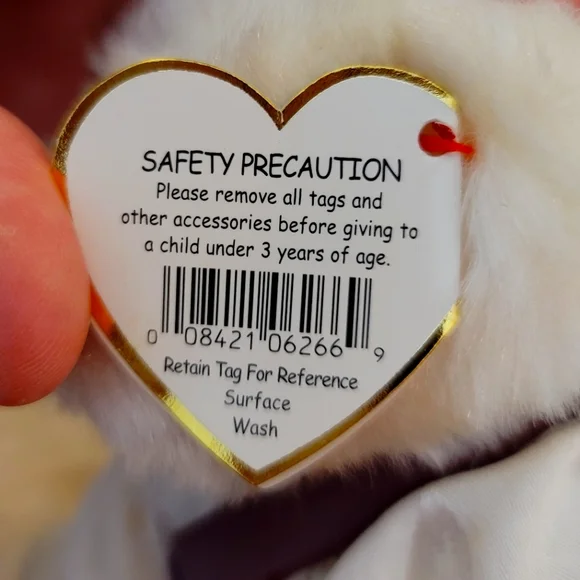 SAFETY PRECAUTION
Please remove all tags and
other accessories before giving to
a child under 3 years of age.
0 08421 06266 9
Retain Tag For Reference
Surface
Wash